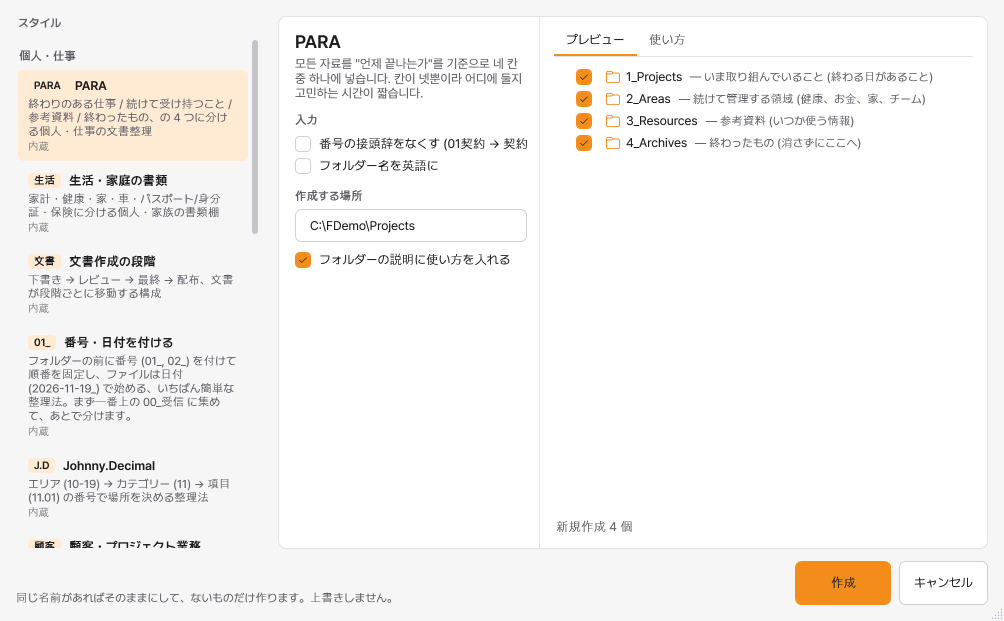 スタイル
個人・仕事
PARA PARA
終わりのある仕事 / 続けて受け持つこと /
参考資料 / 終わったもの、の 4 つに分け
る個人・仕事の文書整理
内蔵
生活 生活・家庭の書類
家計・健康・家・車・パスポート/身分
証・保険に分ける個人・家族の書類棚
内蔵
文書 文書作成の段階
下書き → レビュー → 最終 → 配布、文書
が段階ごとに移動する構成
内蔵
01_ 番号・日付を付ける
フォルダーの前に番号 (01_, 02_) を付けて
順番を固定し、ファイルは日付
(2026-11-19_) で始める、いちばん簡単な
整理法。まず一番上の 00_受信 に集め
て、あとで分けます。
内蔵
J.D Johnny.Decimal
エリア (10-19) → カテゴリー (11) → 項目
(11.01) の番号で場所を決める整理法
内蔵
顧客 顧客・プロジェクト業務
PARA
모든 자료를 "언제 끝나는가"를 기준으로 네 칸
중 하나에 넣습니다. 칸이 넷뿐이라 어디에 둘지
고민하는 시간이 짧습니다.
入力
番号の接頭辞をなくす (01契約 → 契約
フォルダー名を英語に
作成する場所
C:\FDemo\Projects
フォルダーの説明に使い方を入れる
プレビュー 使い方
1_Projects — いま取り組んでいること (終わる日があること)
2_Areas — 続けて管理する領域 (健康、お金、家、チーム)
3_Resources — 参考資料 (いつか使う情報)
4_Archives — 終わったもの (消さずにここへ)
新規作成 4 個
同じ名前があればそのままにして、ないものだけ作ります。上書きしません。
作成 キャンセル